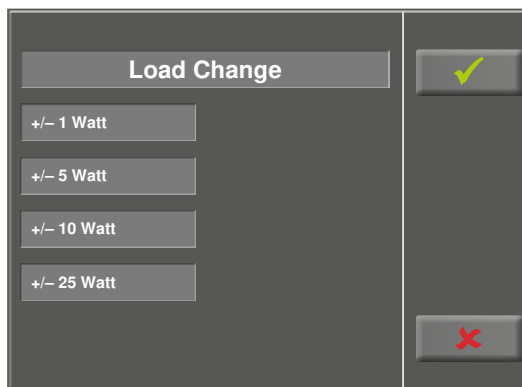 Load Change
+/– 1 Watt
+/– 5 Watt
+/– 10 Watt
+/– 25 Watt